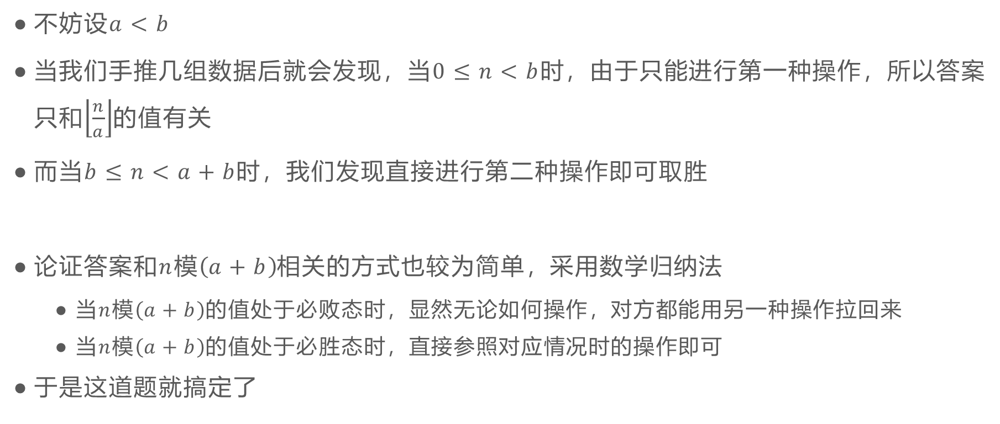 • 不妨设a < b
• 当我们手推几组数据后就会发现，当0 ≤ n < b时，由于只能进行第一种操作，所以答案
只和⌊n/a⌋的值有关
• 而当b ≤ n < a + b时，我们发现直接进行第二种操作即可取胜
• 论证答案和n模(a + b)相关的方式也较为简单，采用数学归纳法
• 当n模(a + b)的值处于必败态时，显然无论如何操作，对方都能用另一种操作拉回来
• 当n模(a + b)的值处于必胜态时，直接参照对应情况时的操作即可
• 于是这道题就搞定了